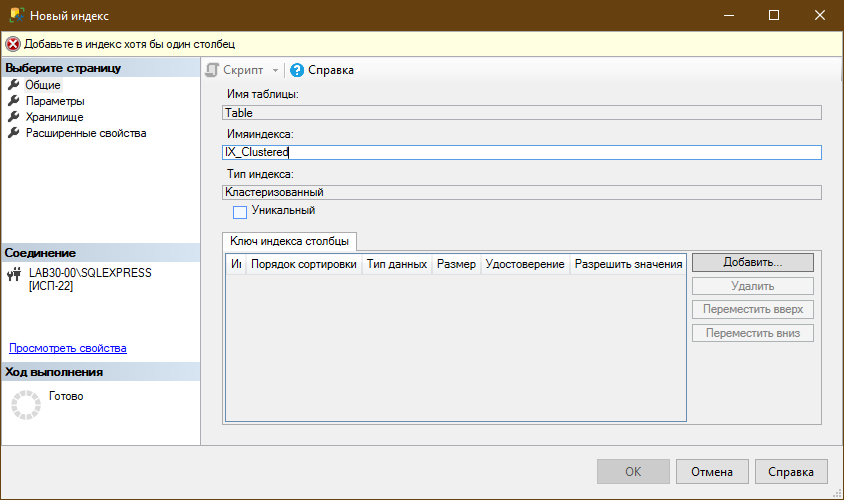 Новый индекс
Добавьте в индекс хотя бы один столбец
Выберите страницу
Общие
Параметры
Хранилище
Расширенные свойства
Соединение
LAB30-00\SQLEXPRESS
[ИСП-22]
Просмотреть свойства
Ход выполнения
Готово
Скрипт
Справка
Имя таблицы:
Table
Имяиндекса:
IX_Clustered
Тип индекса:
Кластеризованный
Уникальный
Ключ индекса столбцы
Порядок сортировки Тип данных Размер Удостоверение Разрешить значения
Добавить...
Удалить
Переместить вверх
Переместить вниз
OK Отмена Справка